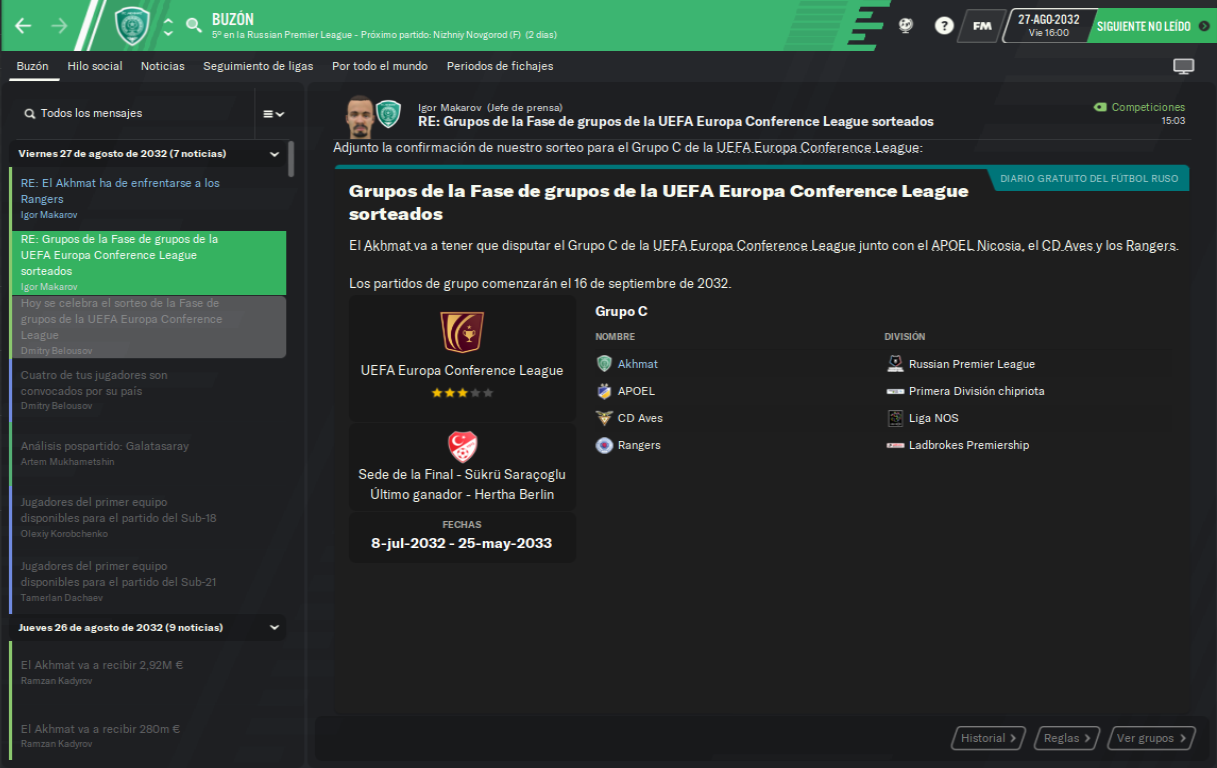 BUZÓN
5º en la Russian Premier League - Próximo partido: Nizhniy Novgorod (F) (2 días)
?
FM
27-AGO-2032
Vie 16:00
SIGUIENTE NO LEÍDO
Buzón
Hilo social
Noticias
Seguimiento de ligas
Por todo el mundo
Periodos de fichajes
Todos los mensajes
Viernes 27 de agosto de 2032 (7 noticias)
RE: El Akhmat ha de enfrentarse a los
Rangers
Igor Makarov
RE: Grupos de la Fase de grupos de la
UEFA Europa Conference League
sorteados
Igor Makarov
Hoy se celebra el sorteo de la Fase de
grupos de la UEFA Europa Conference
League
Dmitry Belousov
Cuatro de tus jugadores son
convocados por su país
Dmitry Belousov
Análisis pospartido: Galatasaray
Artem Mukhametshin
Jugadores del primer equipo
disponibles para el partido del Sub-18
Olexiy Korobchenko
Jugadores del primer equipo
disponibles para el partido del Sub-21
Tamerlan Dachaev
Jueves 26 de agosto de 2032 (9 noticias)
El Akhmat va a recibir 2,92M €
Ramzan Kadyrov
El Akhmat va a recibir 280m €
Ramzan Kadyrov
Igor Makarov (Jefe de prensa)
RE: Grupos de la Fase de grupos de la UEFA Europa Conference League sorteados
Competiciones
15:03
Adjunto la confirmación de nuestro sorteo para el Grupo C de la UEFA Europa Conference League:
DIARIO GRATUITO DEL FÚTBOL RUSO
Grupos de la Fase de grupos de la UEFA Europa Conference League
sorteados
El Akhmat va a tener que disputar el Grupo C de la UEFA Europa Conference League junto con el APOEL Nicosia, el CD Aves y los Rangers.
Los partidos de grupo comenzarán el 16 de septiembre de 2032.
UEFA Europa Conference League
Sede de la Final - Sükrü Saraçoglu
Último ganador - Hertha Berlin
FECHAS
8-jul-2032 - 25-may-2033
Grupo C
NOMBRE DIVISIÓN
Akhmat Russian Premier League
APOEL Primera División chipriota
CD Aves Liga NOS
Rangers Ladbrokes Premiership
Historial
Reglas
Ver grupos